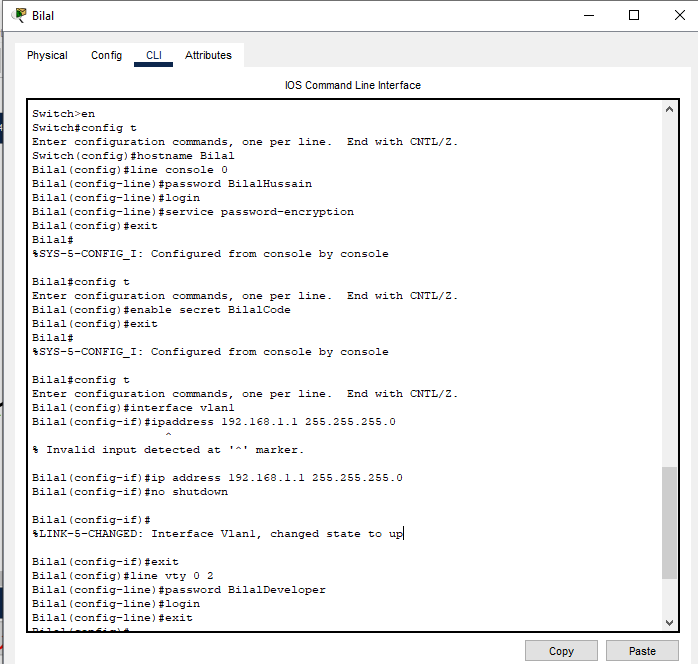 Bilal
Physical Config CLI Attributes
IOS Command Line Interface
Switch>en
Switch#config t
Enter configuration commands, one per line.  End with CNTL/Z.
Switch(config)#hostname Bilal
Bilal(config)#line console 0
Bilal(config-line)#password BilalHussain
Bilal(config-line)#login
Bilal(config-line)#service password-encryption
Bilal(config)#exit
Bilal#
%SYS-5-CONFIG_I: Configured from console by console
Bilal#config t
Enter configuration commands, one per line.  End with CNTL/Z.
Bilal(config)#enable secret BilalCode
Bilal(config)#exit
Bilal#
%SYS-5-CONFIG_I: Configured from console by console
Bilal#config t
Enter configuration commands, one per line.  End with CNTL/Z.
Bilal(config)#interface vlan1
Bilal(config-if)#ipaddress 192.168.1.1 255.255.255.0
^
% Invalid input detected at '^' marker.
Bilal(config-if)#ip address 192.168.1.1 255.255.255.0
Bilal(config-if)#no shutdown
Bilal(config-if)#
%LINK-5-CHANGED: Interface Vlan1, changed state to up
Bilal(config-if)#exit
Bilal(config)#line vty 0 2
Bilal(config-line)#password BilalDeveloper
Bilal(config-line)#login
Bilal(config-line)#exit
Bilal(config)#
Copy Paste